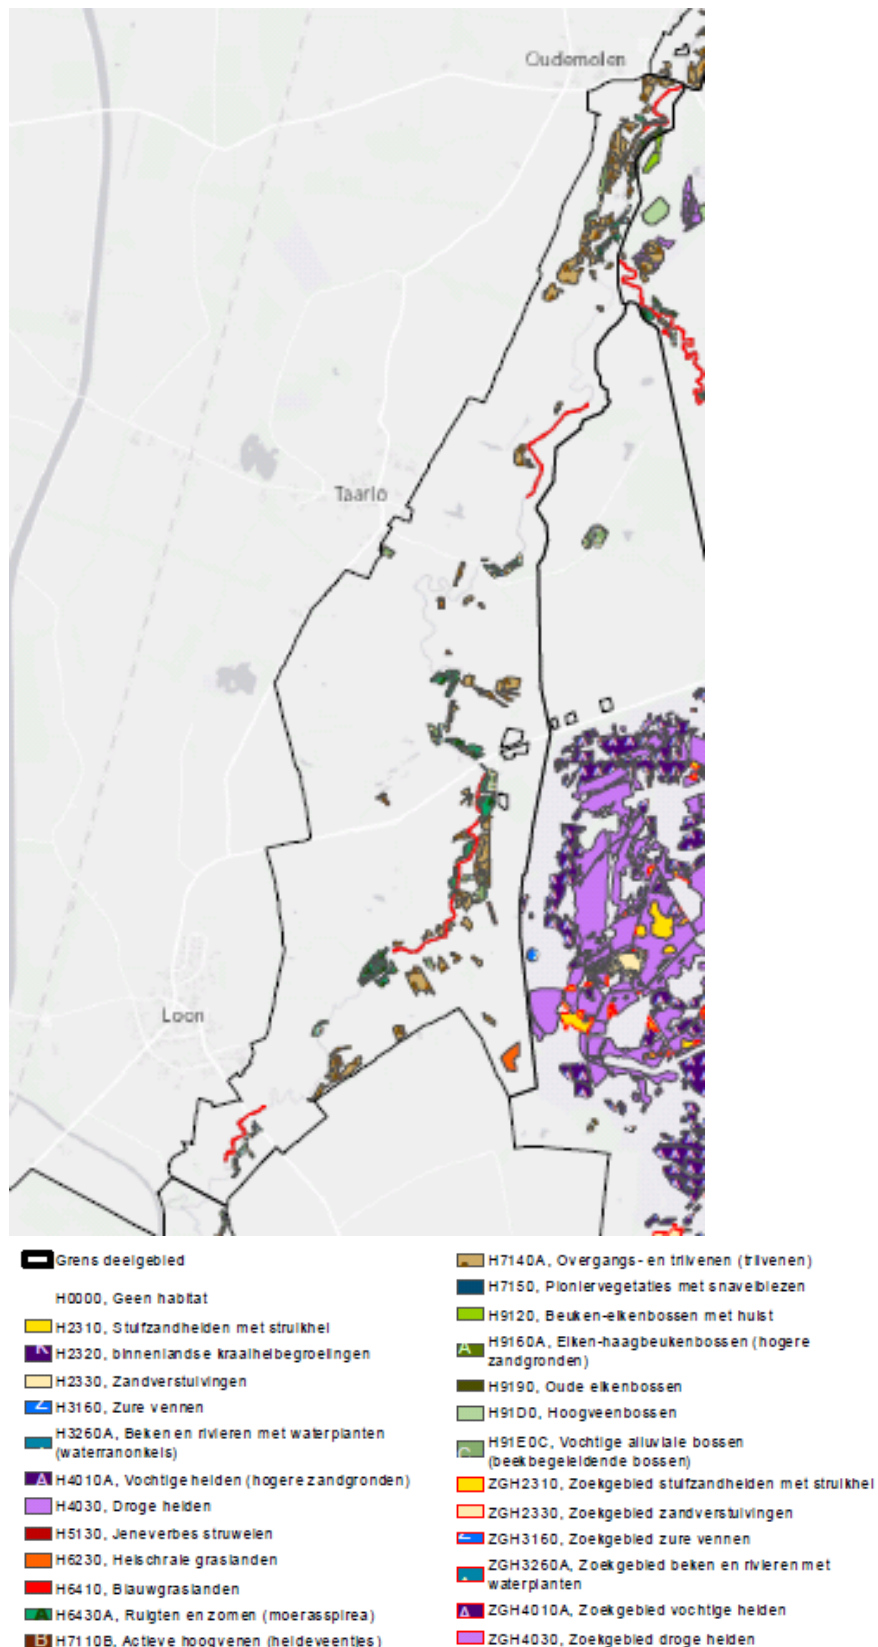 Oudemolen
Taarlo
Loon
Grens deelgebied
H0000, Geen habitat
H2310, Stuifzandheiden met struikhei
H2320, binnenlandse kraaiheibegroeiingen
H2330, Zandverstuivingen
H3160, Zure vennen
H3260A, Beken en rivieren met waterplanten
(waterranonkels)
H4010A, Vochtige heiden (hogere zandgronden)
H4030, Droge heiden
H5130, Jeneverbes struwelen
H6230, Heischrale graslanden
H6410, Blauwgraslanden
H6430A, Ruigten en zomen (moerasspirea)
H7110B, Actieve hoogvenen (heideveentjes)
H7140A, Overgangs- en trilvenen (trilvenen)
H7150, Pioniervegetaties met snavelbiezen
H9120, Beuken-eikenbossen met hulst
H9160A, Eiken-haagbeukenbossen (hogere
zandgronden)
H9190, Oude eikenbossen
H91D0, Hoogveenbossen
H91E0C, Vochtige alluviale bossen
(beekbegeleidende bossen)
ZGH2310, Zoekgebied stuifzandheiden met struikhei
ZGH2330, Zoekgebied zandverstuivingen
ZGH3160, Zoekgebied zure vennen
ZGH3260A, Zoekgebied beken en rivieren met
waterplanten
ZGH4010A, Zoekgebied vochtige heiden
ZGH4030, Zoekgebied droge heiden